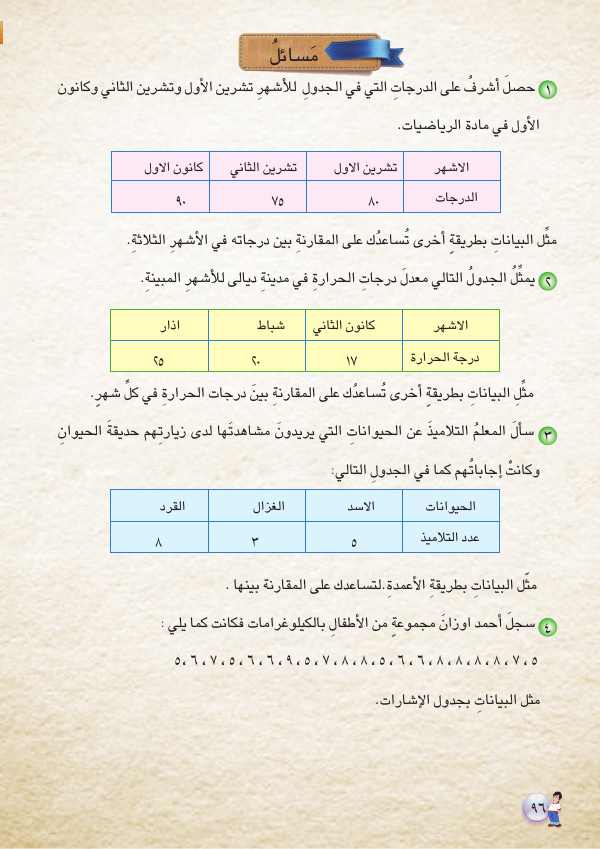 مَسائلُ
١ حصلَ أشرفُ على الدرجاتِ التي في الجدولِ للأشهرِ تشرين الأول وتشرين الثاني وكانون
الأول في مادة الرياضيات.
الاشهر تشرين الاول تشرين الثاني كانون الاول
الدرجات ٨٠ ٧٥ ٩٠
مثِّل البياناتِ بطريقةٍ أخرى تُساعدُك على المقارنةِ بين درجاته في الأشهرِ الثلاثةِ.
٢ يمثِّلُ الجدولُ التالي معدلَ درجاتِ الحرارةِ في مدينةِ ديالى للأشهرِ المبينةِ.
الاشهر كانون الثاني شباط اذار
درجة الحرارة ١٧ ٢٠ ٢٥
مثِّلِ البياناتِ بطريقةٍ أخرى تُساعدُك على المقارنةِ بينَ درجات الحرارةِ في كلِّ شهرٍ.
٣ سألَ المعلمُ التلاميذَ عن الحيواناتِ التي يريدونَ مشاهدتَها لدى زيارتِهم حديقةَ الحيوانِ
وكانتْ إجاباتُهم كما في الجدولِ التالي:
الحيوانات الاسد الغزال القرد
عدد التلاميذ ٥ ٣ ٨
مثّل البياناتِ بطريقةِ الأعمدةِ.لتساعدك على المقارنة بينها .
٤ سجلَ أحمد اوزانَ مجموعةٍ من الأطفالِ بالكيلوغرامات فكانت كما يلي :
٥ ، ٧ ، ٨ ، ٨ ، ٨ ، ٨ ، ٦ ، ٦ ، ٥ ، ٨ ، ٨ ، ٧ ، ٥ ، ٩ ، ٦ ، ٦ ، ٥ ، ٧ ، ٦ ،٥
مثل البياناتِ بجدول الإشارات.
٩٦